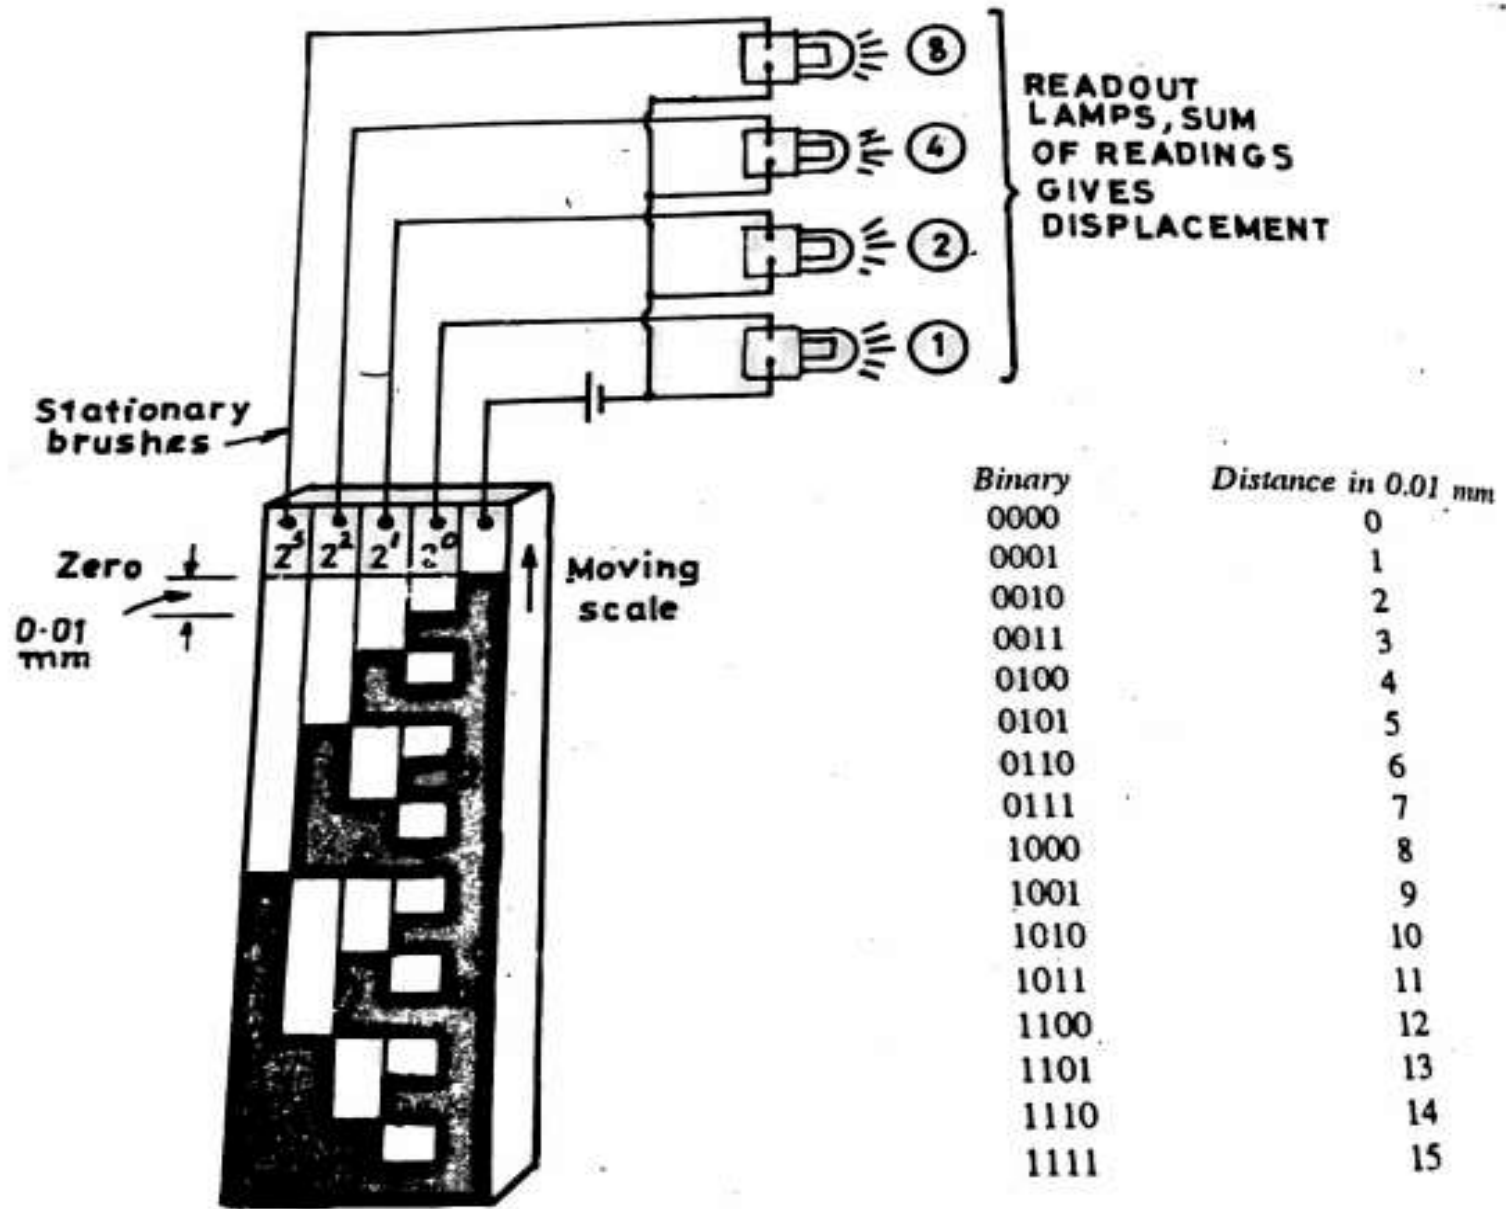 8
4
2
1
READOUT
LAMPS, SUM
OF READINGS
GIVES
DISPLACEMENT
Stationary
brushes
2³ 2² 2¹ 2⁰
Zero
0.01
mm
Moving
scale
Binary Distance in 0.01 mm
0000 0
0001 1
0010 2
0011 3
0100 4
0101 5
0110 6
0111 7
1000 8
1001 9
1010 10
1011 11
1100 12
1101 13
1110 14
1111 15